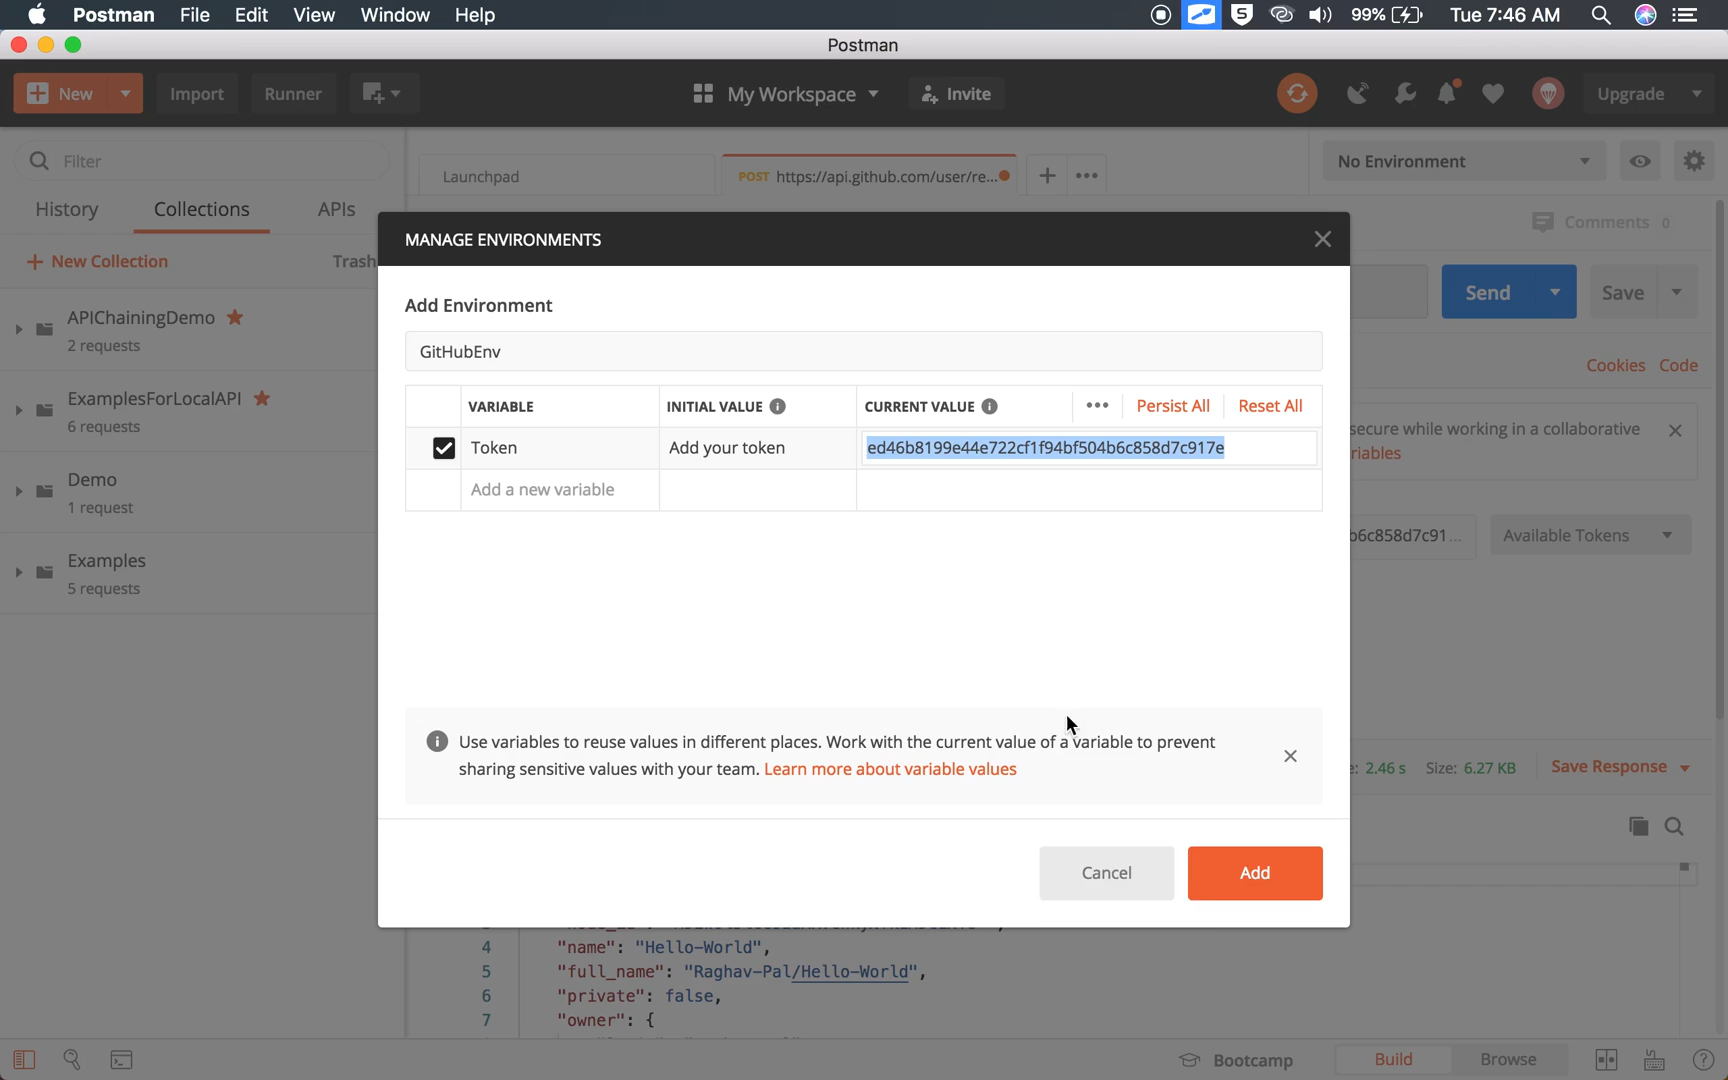 Postman File Edit View Window Help 99% Tue 7:46 AM
Postman
New Import Runner My Workspace Invite Upgrade
Filter
Launchpad POST https://api.github.com/user/re... No Environment
History Collections APIs
Comments 0
MANAGE ENVIRONMENTS
New Collection Trash
Add Environment
Send Save
APIChainingDemo
2 requests
GitHubEnv
Cookies Code
ExamplesForLocalAPI
6 requests
VARIABLE INITIAL VALUE CURRENT VALUE Persist All Reset All
Token Add your token ed46b8199e44e722cf1f94bf504b6c858d7c917e
Add a new variable
secure while working in a collaborative
riables
Demo
1 request
b6c858d7c91... Available Tokens
Examples
5 requests
Use variables to reuse values in different places. Work with the current value of a variable to prevent
sharing sensitive values with your team. Learn more about variable values
e: 2.46 s Size: 6.27 KB Save Response
Cancel Add
4 "name": "Hello-World",
5 "full_name": "Raghav-Pal/Hello-World",
6 "private": false,
7 "owner": {
Bootcamp Build Browse